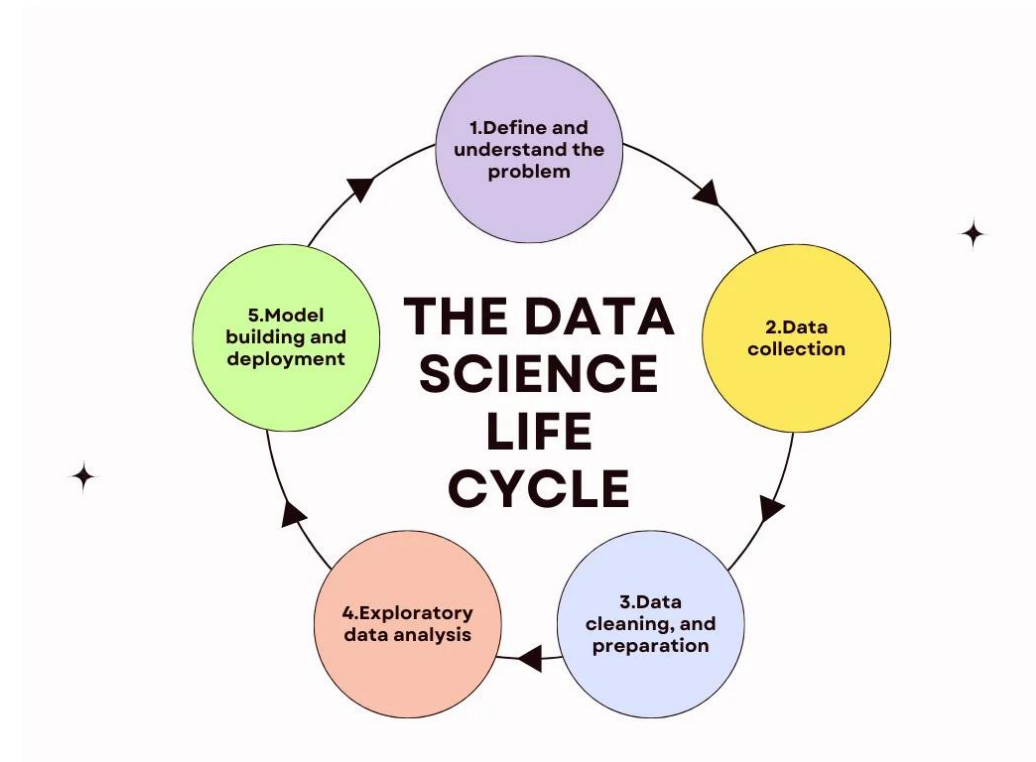 1.Define and
understand the
problem
2.Data
collection
3.Data
cleaning, and
preparation
4.Exploratory
data analysis
5.Model
building and
deployment
THE DATA
SCIENCE
LIFE
CYCLE